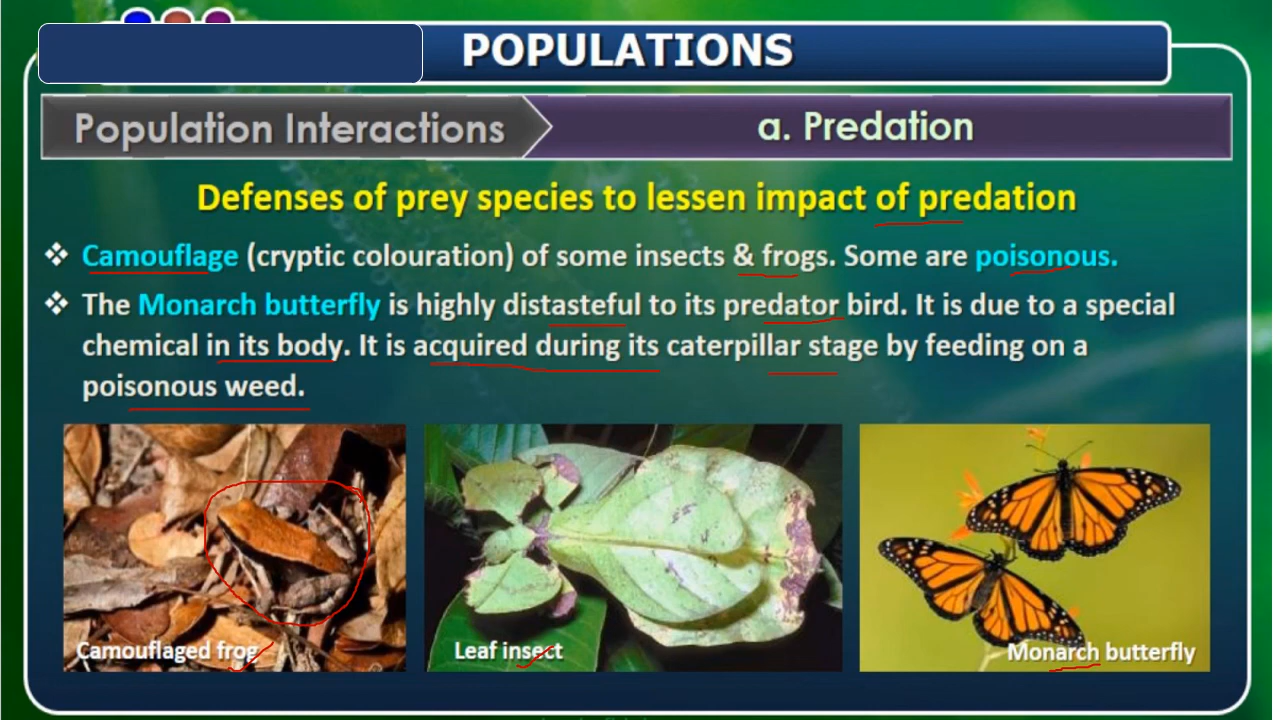 POPULATIONS
Population Interactions
a. Predation
Defenses of prey species to lessen impact of predation
❖ Camouflage (cryptic colouration) of some insects & frogs. Some are poisonous.
❖ The Monarch butterfly is highly distasteful to its predator bird. It is due to a special
chemical in its body. It is acquired during its caterpillar stage by feeding on a
poisonous weed.
Camouflaged frog
Leaf insect
Monarch butterfly